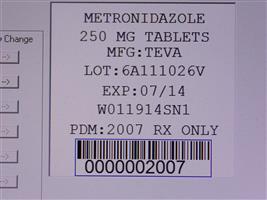 METRONIDAZOLE
250 MG TABLETS
MFG:TEVA
LOT:6A111026V
EXP:07/14
W011914SN1
PDM:2007 RX ONLY
0000002007
Change